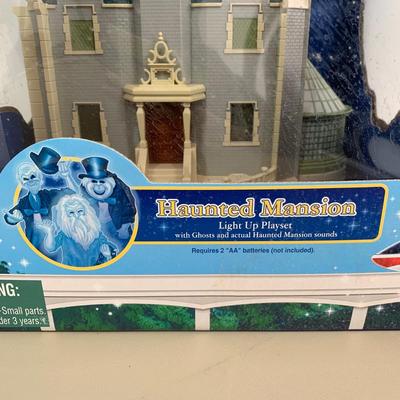 Haunted Mansion
Light Up Playset
with Ghosts and actual Haunted Mansion sounds
Requires 2 "AA" batteries (not included).
NG:
-Small parts.
der 3 years.